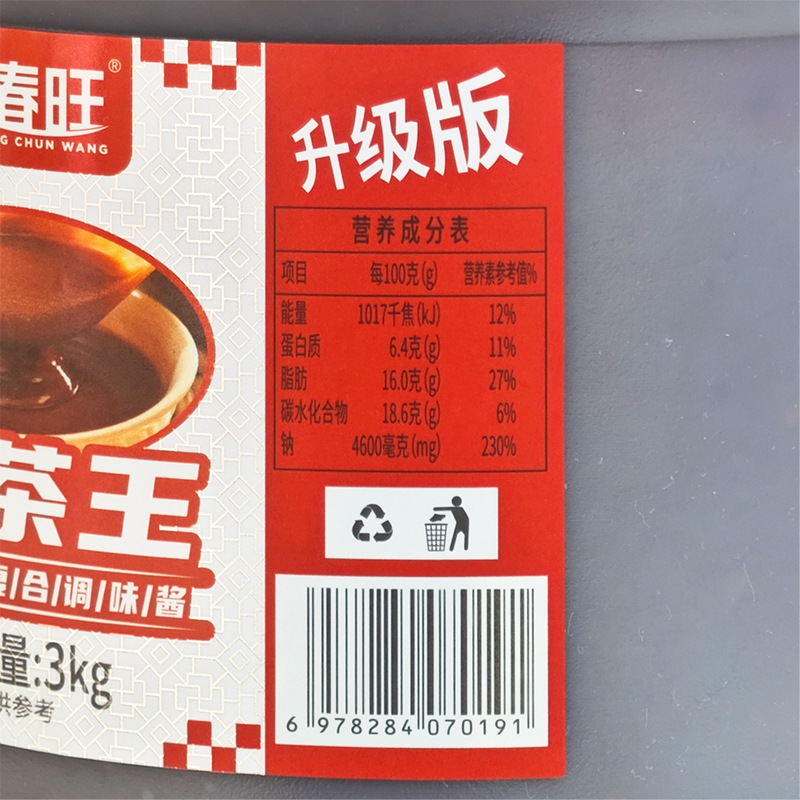 春旺®
G CHUN WANG
升级版
营养成分表
项目 每100克(g) 营养素参考值%
能量 1017千焦(kJ) 12%
蛋白质 6.4克(g) 11%
脂肪 16.0克(g) 27%
碳水化合物 18.6克(g) 6%
钠 4600毫克(mg) 230%
茶王
合/调/味/酱
量:3kg
供参考
6 978284 070191